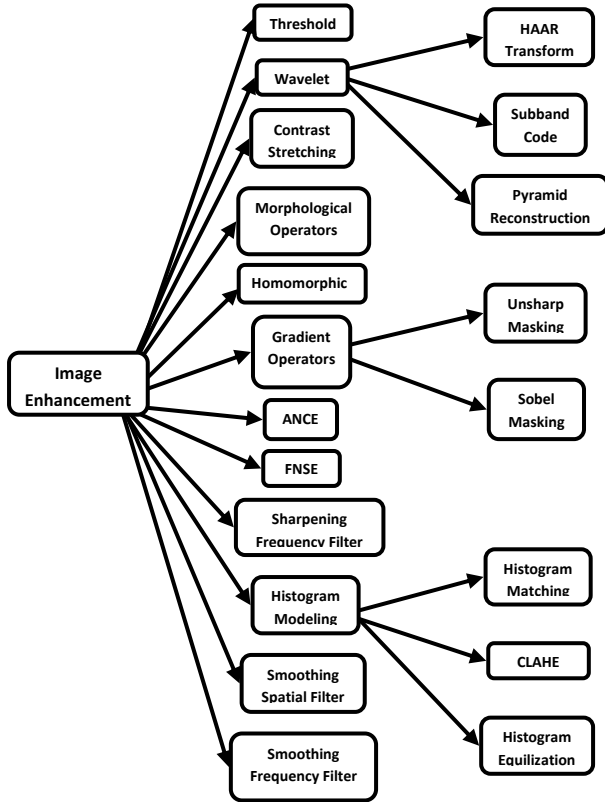 Threshold
Wavelet
HAAR
Transform
Subband
Code
Pyramid
Reconstruction
Contrast
Stretching
Morphological
Operators
Homomorphic
Gradient
Operators
Unsharp
Masking
Sobel
Masking
Image
Enhancement
ANCE
FNSE
Sharpening
Frequency Filter
Histogram
Modeling
Histogram
Matching
CLAHE
Histogram
Equilization
Smoothing
Spatial Filter
Smoothing
Frequency Filter